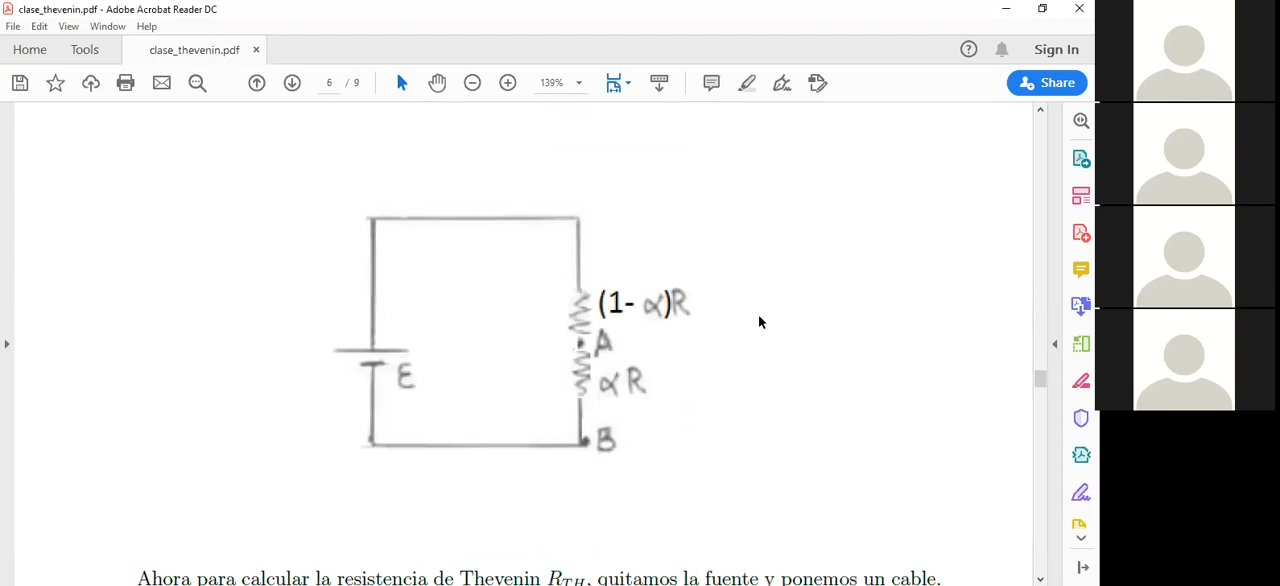 clase_thevenin.pdf - Adobe Acrobat Reader DC
File Edit View Window Help
Home Tools clase_thevenin.pdf × Sign In
6 / 9 139% Share
(1- α)R
A
αR
E
B
Ahora para calcular la resistencia de Thevenin R_TH, quitamos la fuente y ponemos un cable.